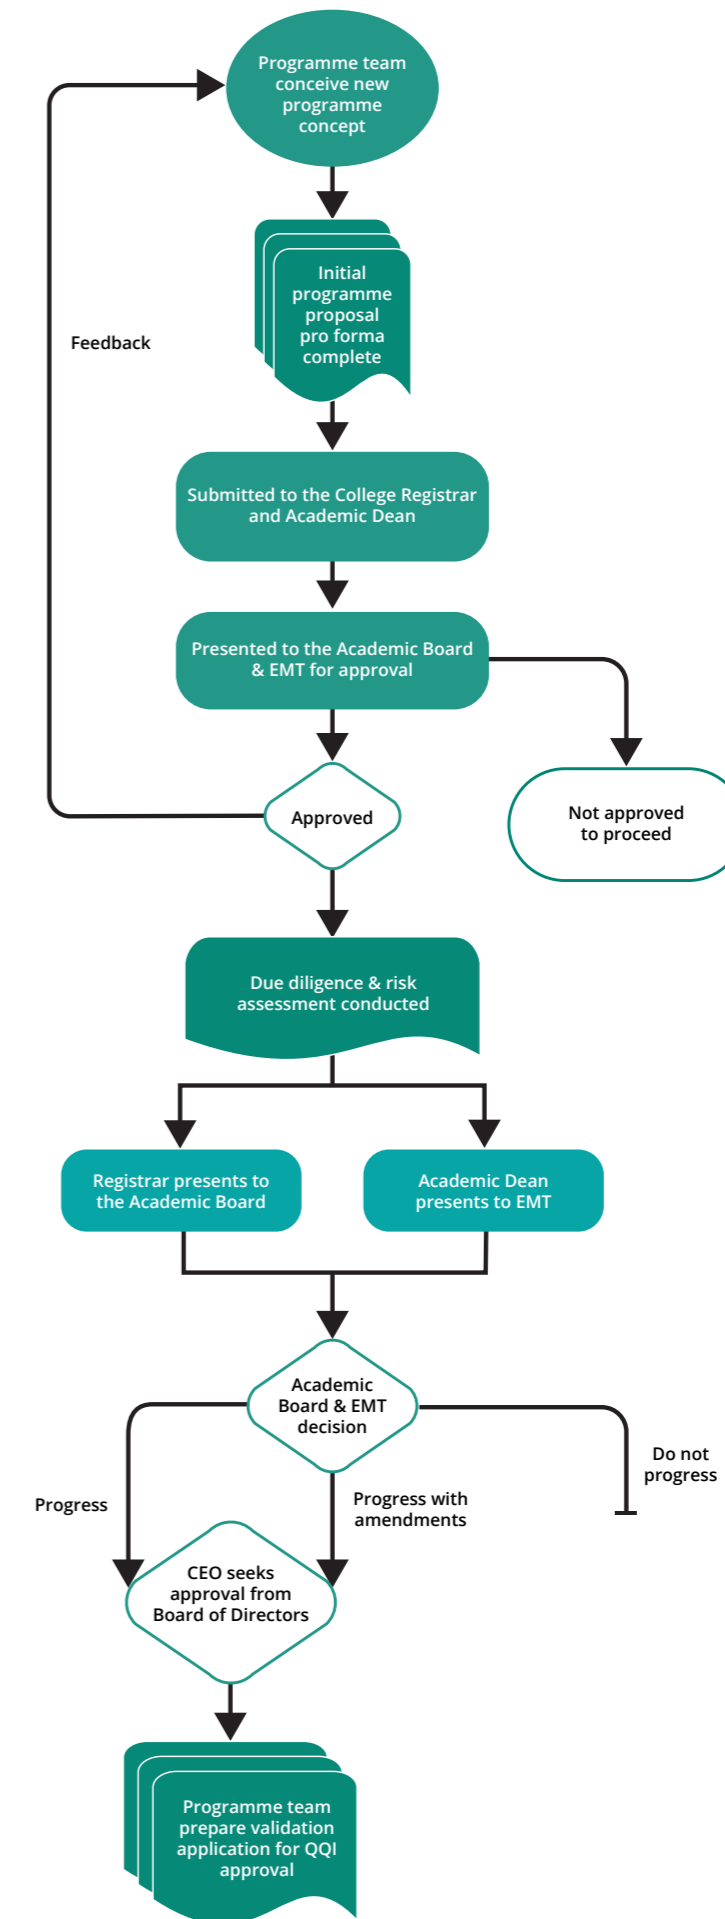 Programme team
conceive new
programme
concept
Initial
programme
proposal
pro forma
complete
Feedback
Submitted to the College Registrar
and Academic Dean
Presented to the Academic Board
& EMT for approval
Approved
Not approved
to proceed
Due diligence & risk
assessment conducted
Registrar presents to
the Academic Board
Academic Dean
presents to EMT
Academic
Board & EMT
decision
Progress
Progress with
amendments
Do not
progress
CEO seeks
approval from
Board of Directors
Programme team
prepare validation
application for QQI
approval